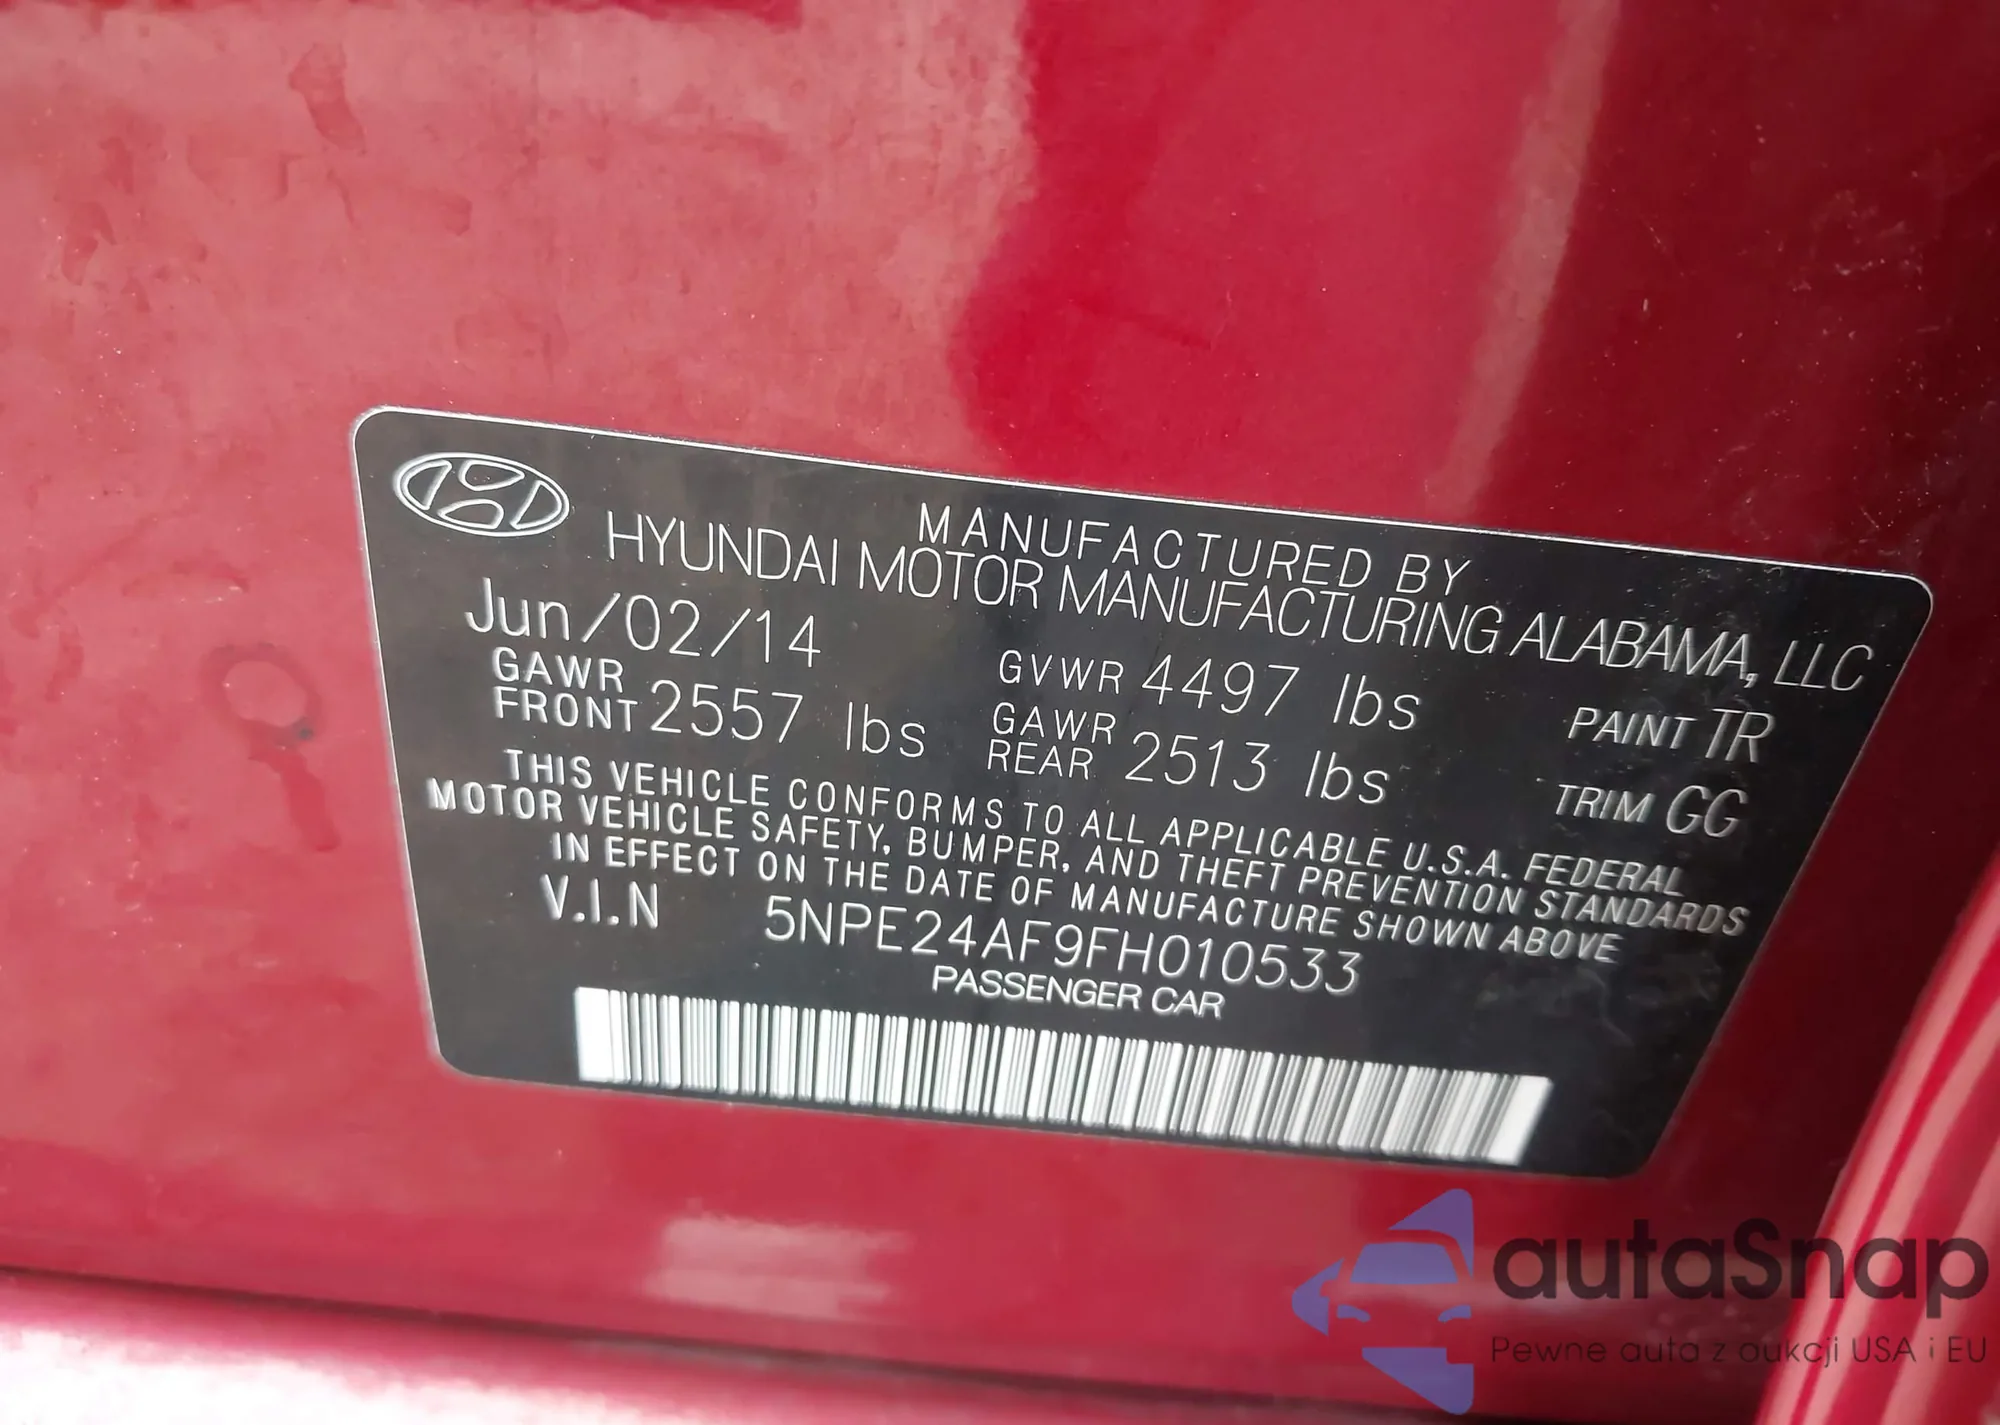 MANUFACTURED BY
HYUNDAI MOTOR MANUFACTURING ALABAMA, LLC
Jun/02/14
GVWR 4497 lbs
PAINT TR
GAWR
FRONT 2557 lbs
GAWR
REAR 2513 lbs
TRIM GG
THIS VEHICLE CONFORMS TO ALL APPLICABLE U.S.A. FEDERAL
MOTOR VEHICLE SAFETY, BUMPER, AND THEFT PREVENTION STANDARDS
IN EFFECT ON THE DATE OF MANUFACTURE SHOWN ABOVE
V.I.N 5NPE24AF9FH010533
PASSENGER CAR
autaSnap
Pewne auta z aukcji USA i EU